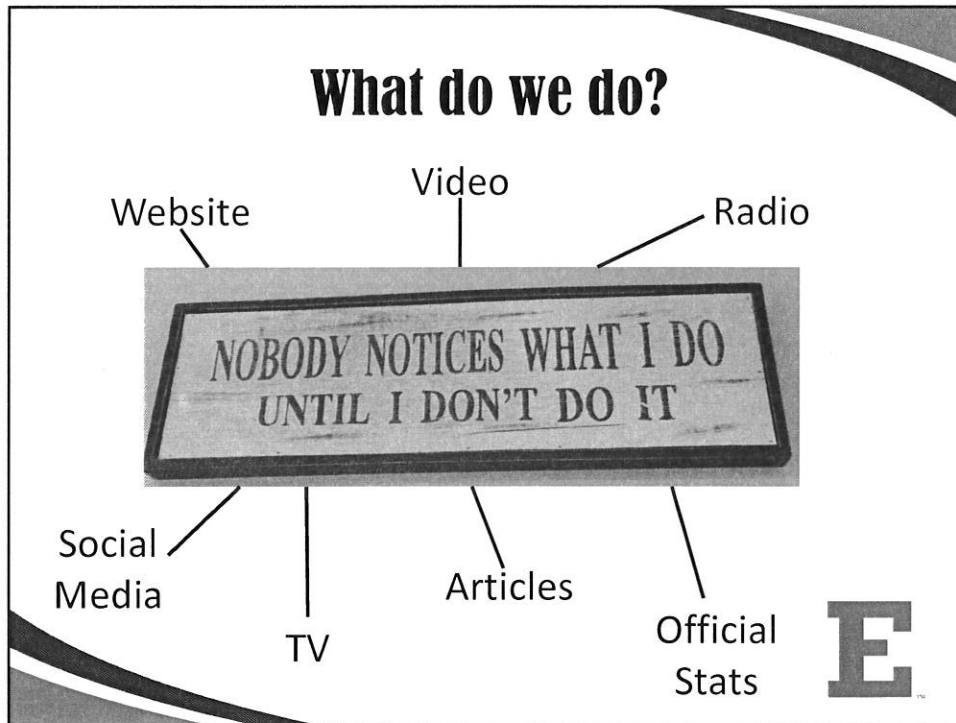 What do we do?
Video
Website
Radio
NOBODY NOTICES WHAT I DO
UNTIL I DON'T DO IT
Social
Media
TV
Articles
Official
Stats
E